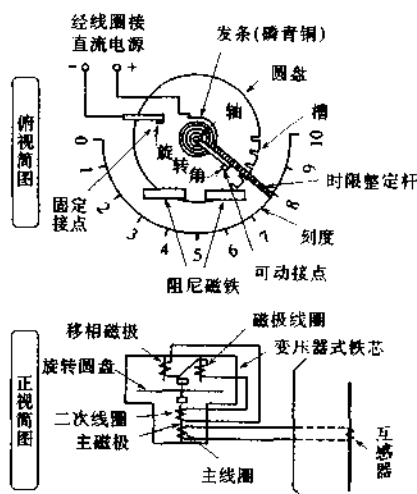 经线圈接
直流电源
- +
发条(磷青铜)
圆盘
轴
槽
俯视简图
0 1 2 3 4 5 6 7 8 9 10
旋转角
固定
接点
时限整定杆
刻度
可动接点
阻尼磁铁
移相磁极
磁极线圈
变压器式铁芯
旋转圆盘
正视简图
二次线圈
主磁极
主线圈
互感器